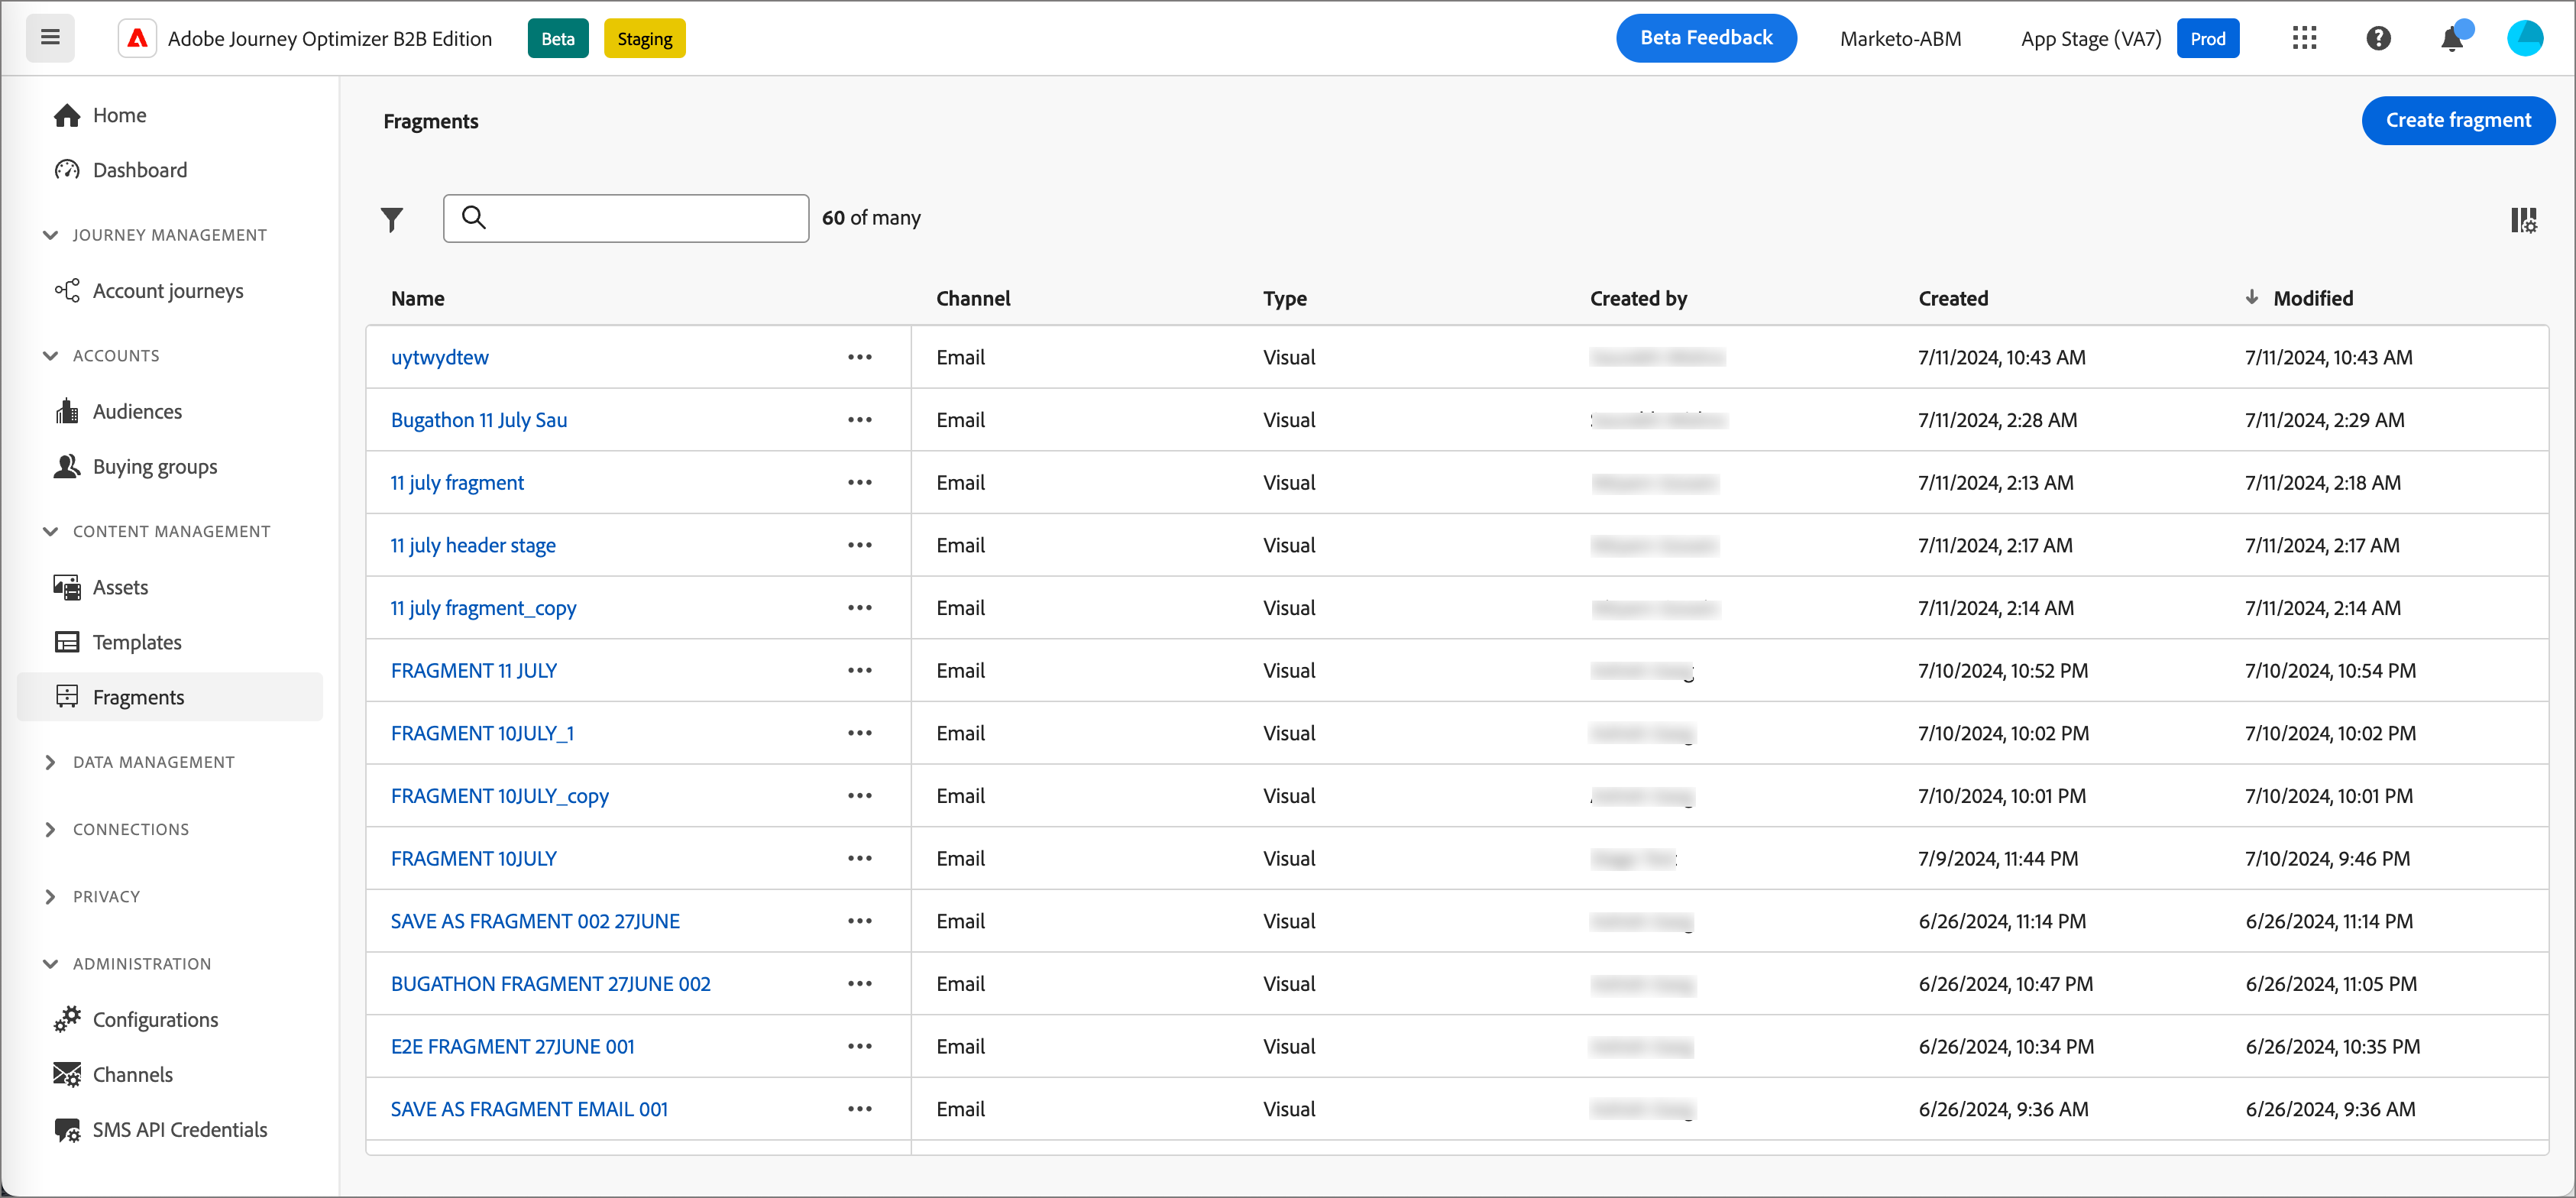 Adobe Journey Optimizer B2B Edition Beta Staging Beta Feedback Marketo-ABM App Stage (VA7) Prod
Home
Dashboard
JOURNEY MANAGEMENT
Account journeys
ACCOUNTS
Audiences
Buying groups
CONTENT MANAGEMENT
Assets
Templates
Fragments
DATA MANAGEMENT
CONNECTIONS
PRIVACY
ADMINISTRATION
Configurations
Channels
SMS API Credentials
Fragments Create fragment
60 of many
Name Channel Type Created by Created Modified
uytwydtew Email Visual 7/11/2024, 10:43 AM 7/11/2024, 10:43 AM
Bugathon 11 July Sau Email Visual 7/11/2024, 2:28 AM 7/11/2024, 2:29 AM
11 july fragment Email Visual 7/11/2024, 2:13 AM 7/11/2024, 2:18 AM
11 july header stage Email Visual 7/11/2024, 2:17 AM 7/11/2024, 2:17 AM
11 july fragment_copy Email Visual 7/11/2024, 2:14 AM 7/11/2024, 2:14 AM
FRAGMENT 11 JULY Email Visual 7/10/2024, 10:52 PM 7/10/2024, 10:54 PM
FRAGMENT 10JULY_1 Email Visual 7/10/2024, 10:02 PM 7/10/2024, 10:02 PM
FRAGMENT 10JULY_copy Email Visual 7/10/2024, 10:01 PM 7/10/2024, 10:01 PM
FRAGMENT 10JULY Email Visual 7/9/2024, 11:44 PM 7/10/2024, 9:46 PM
SAVE AS FRAGMENT 002 27JUNE Email Visual 6/26/2024, 11:14 PM 6/26/2024, 11:14 PM
BUGATHON FRAGMENT 27JUNE 002 Email Visual 6/26/2024, 10:47 PM 6/26/2024, 11:05 PM
E2E FRAGMENT 27JUNE 001 Email Visual 6/26/2024, 10:34 PM 6/26/2024, 10:35 PM
SAVE AS FRAGMENT EMAIL 001 Email Visual 6/26/2024, 9:36 AM 6/26/2024, 9:36 AM